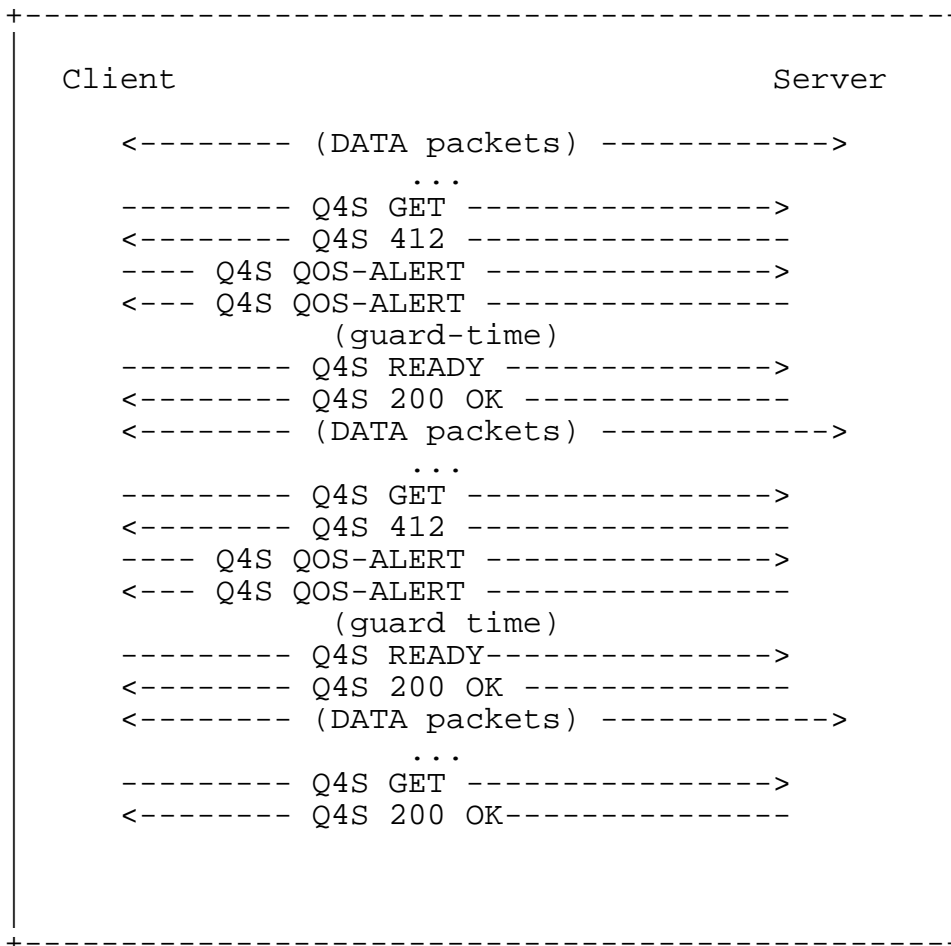 Client Server
<-------- (DATA packets) ------------>
...
--------- Q4S GET ---------------->
<-------- Q4S 412 -----------------
---- Q4S QOS-ALERT --------------->
<--- Q4S QOS-ALERT ----------------
(guard-time)
--------- Q4S READY -------------->
<-------- Q4S 200 OK --------------
<-------- (DATA packets) ------------>
...
--------- Q4S GET ---------------->
<-------- Q4S 412 -----------------
---- Q4S QOS-ALERT --------------->
<--- Q4S QOS-ALERT ----------------
(guard time)
--------- Q4S READY--------------->
<-------- Q4S 200 OK --------------
<-------- (DATA packets) ------------>
...
--------- Q4S GET ---------------->
<-------- Q4S 200 OK---------------